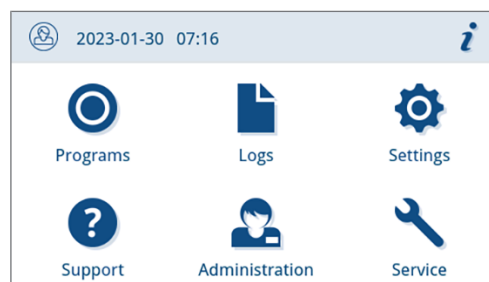 2023-01-30 07:16 i
Programs Logs Settings
?
Support Administration Service